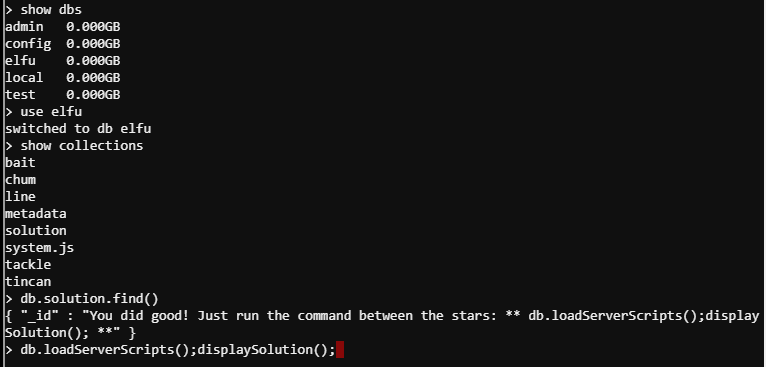 > show dbs
admin   0.000GB
config  0.000GB
elfu    0.000GB
local   0.000GB
test    0.000GB
> use elfu
switched to db elfu
> show collections
bait
chum
line
metadata
solution
system.js
tackle
tincan
> db.solution.find()
{ "_id" : "You did good! Just run the command between the stars: ** db.loadServerScripts();display
Solution(); **" }
> db.loadServerScripts();displaySolution();